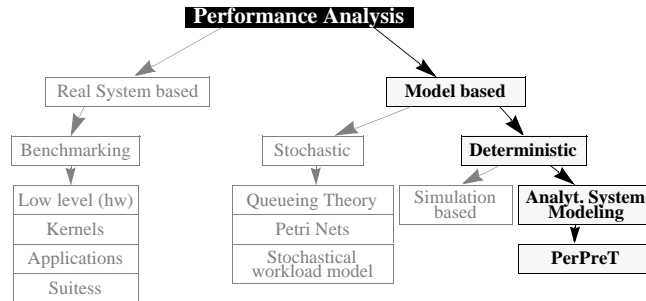 Performance Analysis
Real System based
Model based
Benchmarking
Stochastic
Deterministic
Low level (hw)
Kernels
Applications
Suitess
Queueing Theory
Petri Nets
Stochastical
workload model
Simulation
based
Analyt. System
Modeling
PerPreT